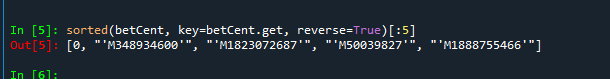 In [5]: sorted(betCent, key=betCent.get, reverse=True)[:5]
Out[5]: [0, "'M348934600'", "'M1823072687'", "'M50039827'", "'M1888755466'"]
In [6]: